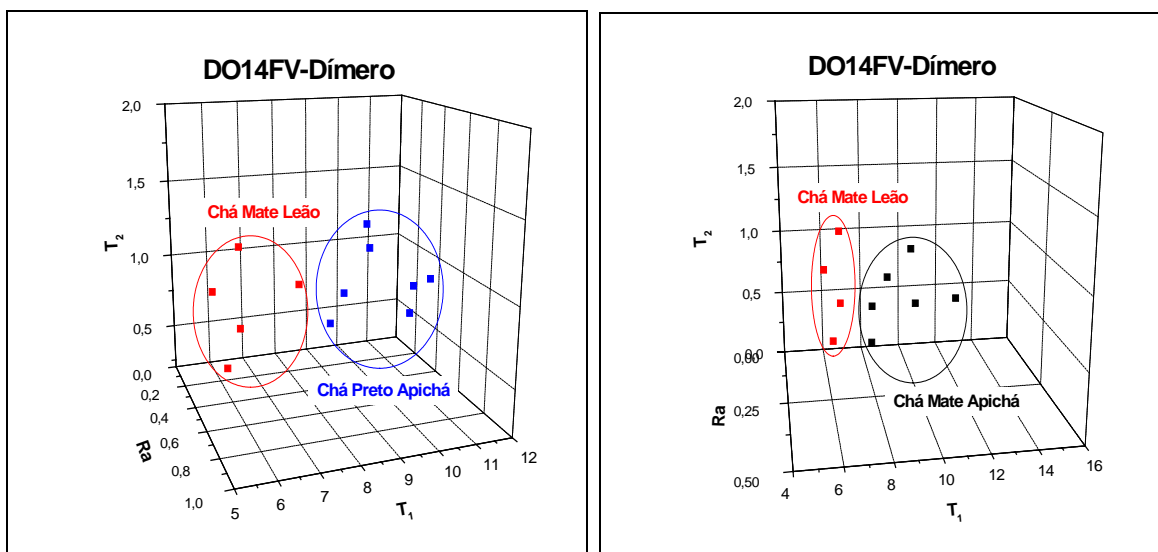 DO14FV-Dímero
2,0
1,5
1,0
0,5
0,0
T2
Chá Mate Leão
Chá Preto Apichá
0,2
0,4
0,6
0,8
1,0
Ra
5
6
7
8
9
10
11
12
T1
DO14FV-Dímero
2,0
1,5
1,0
0,5
0,0
T2
Chá Mate Leão
Chá Mate Apichá
0,00
0,25
0,50
Ra
4
6
8
10
12
14
16
T1